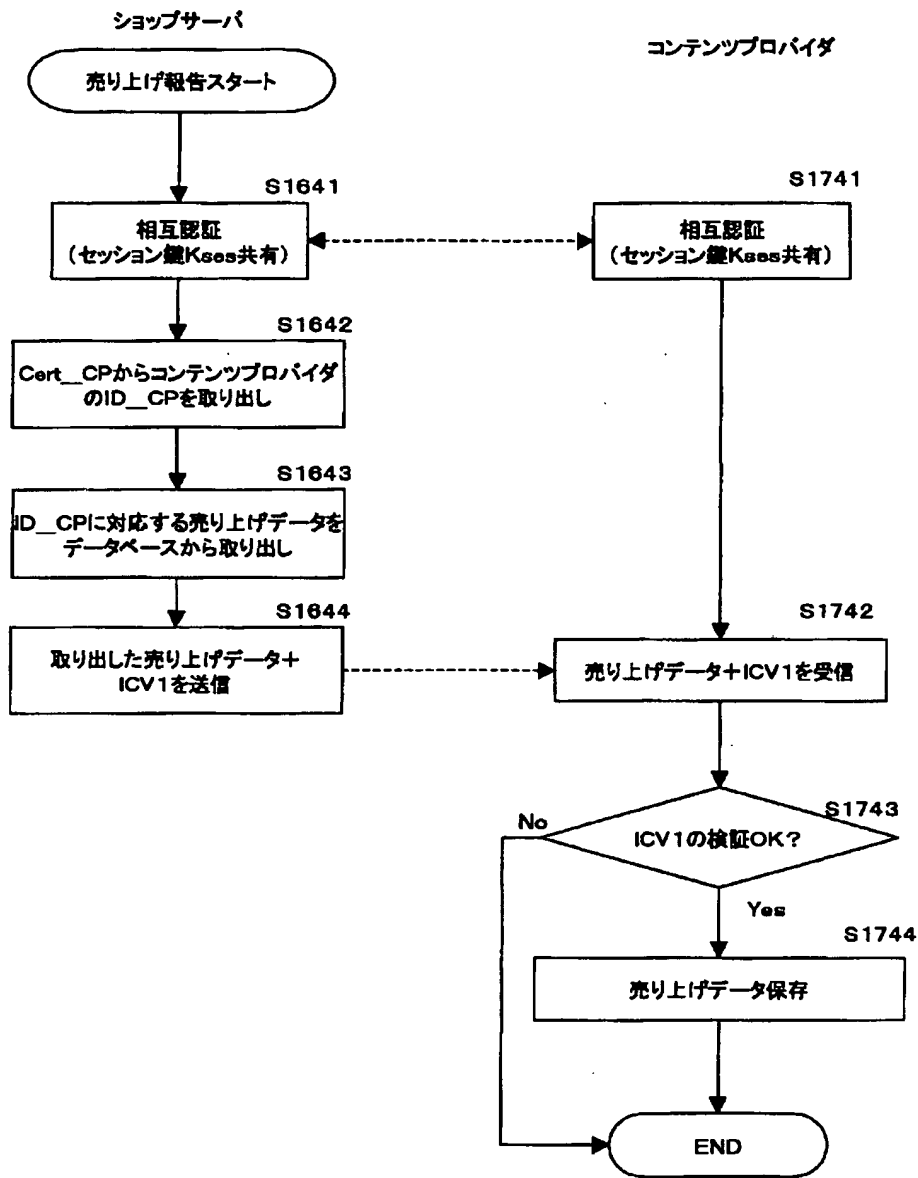 ショップサーバ
コンテンツプロバイダ
売り上げ報告スタート
S1641
相互認証
(セッション鍵Kses共有)
S1741
相互認証
(セッション鍵Kses共有)
S1642
Cert__CPからコンテンツプロバイダ
のID__CPを取り出し
S1643
ID__CPに対応する売り上げデータを
データベースから取り出し
S1644
取り出した売り上げデータ+
ICV1を送信
S1742
売り上げデータ+ICV1を受信
S1743
ICV1の検証OK?
No
Yes
S1744
売り上げデータ保存
END